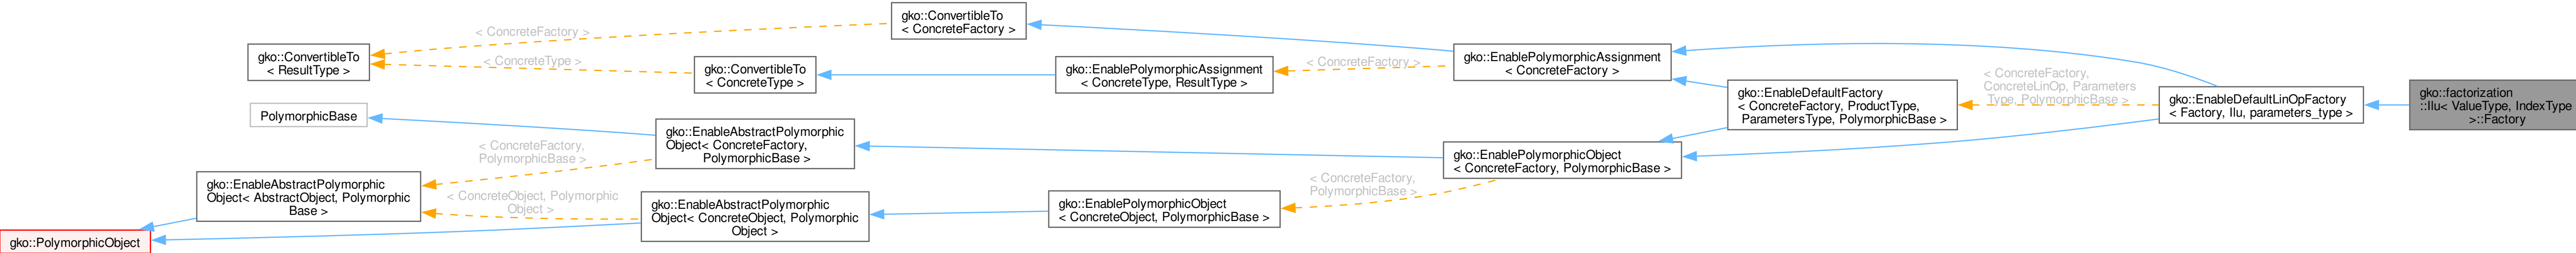 gko::ConvertibleTo
< ConcreteFactory >
< ConcreteFactory >
gko::ConvertibleTo
< ResultType >
< ConcreteType >
gko::ConvertibleTo
< ConcreteType >
gko::EnablePolymorphicAssignment
< ConcreteType, ResultType >
< ConcreteFactory >
gko::EnablePolymorphicAssignment
< ConcreteFactory >
gko::EnableDefaultFactory
< ConcreteFactory, ProductType,
ParametersType, PolymorphicBase >
< ConcreteFactory,
ConcreteLinOp, Parameters
Type, PolymorphicBase >
gko::EnableDefaultLinOpFactory
< Factory, Ilu, parameters_type >
gko::factorization
::Ilu< ValueType, IndexType
>::Factory
PolymorphicBase
gko::EnableAbstractPolymorphic
Object< ConcreteFactory,
PolymorphicBase >
< ConcreteFactory,
PolymorphicBase >
gko::EnablePolymorphicObject
< ConcreteFactory, PolymorphicBase >
gko::EnableAbstractPolymorphic
Object< AbstractObject, Polymorphic
Base >
< ConcreteObject, Polymorphic
Object >
gko::EnableAbstractPolymorphic
Object< ConcreteObject, Polymorphic
Object >
gko::EnablePolymorphicObject
< ConcreteObject, PolymorphicBase >
< ConcreteFactory,
PolymorphicBase >
gko::PolymorphicObject